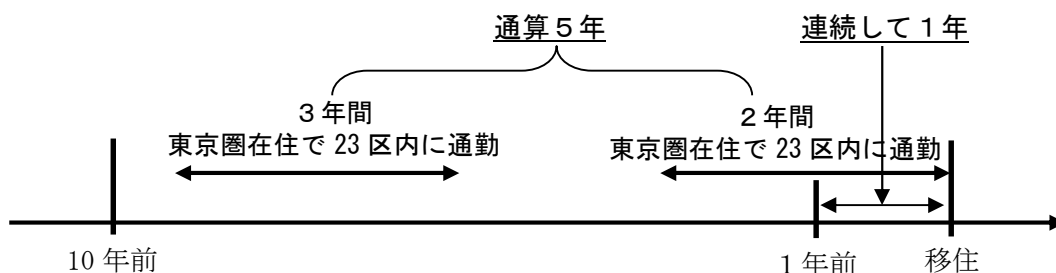 通算５年
連続して１年
３年間
東京圏在住で 23 区内に通勤
２年間
東京圏在住で 23 区内に通勤
10 年前
１年前
移住